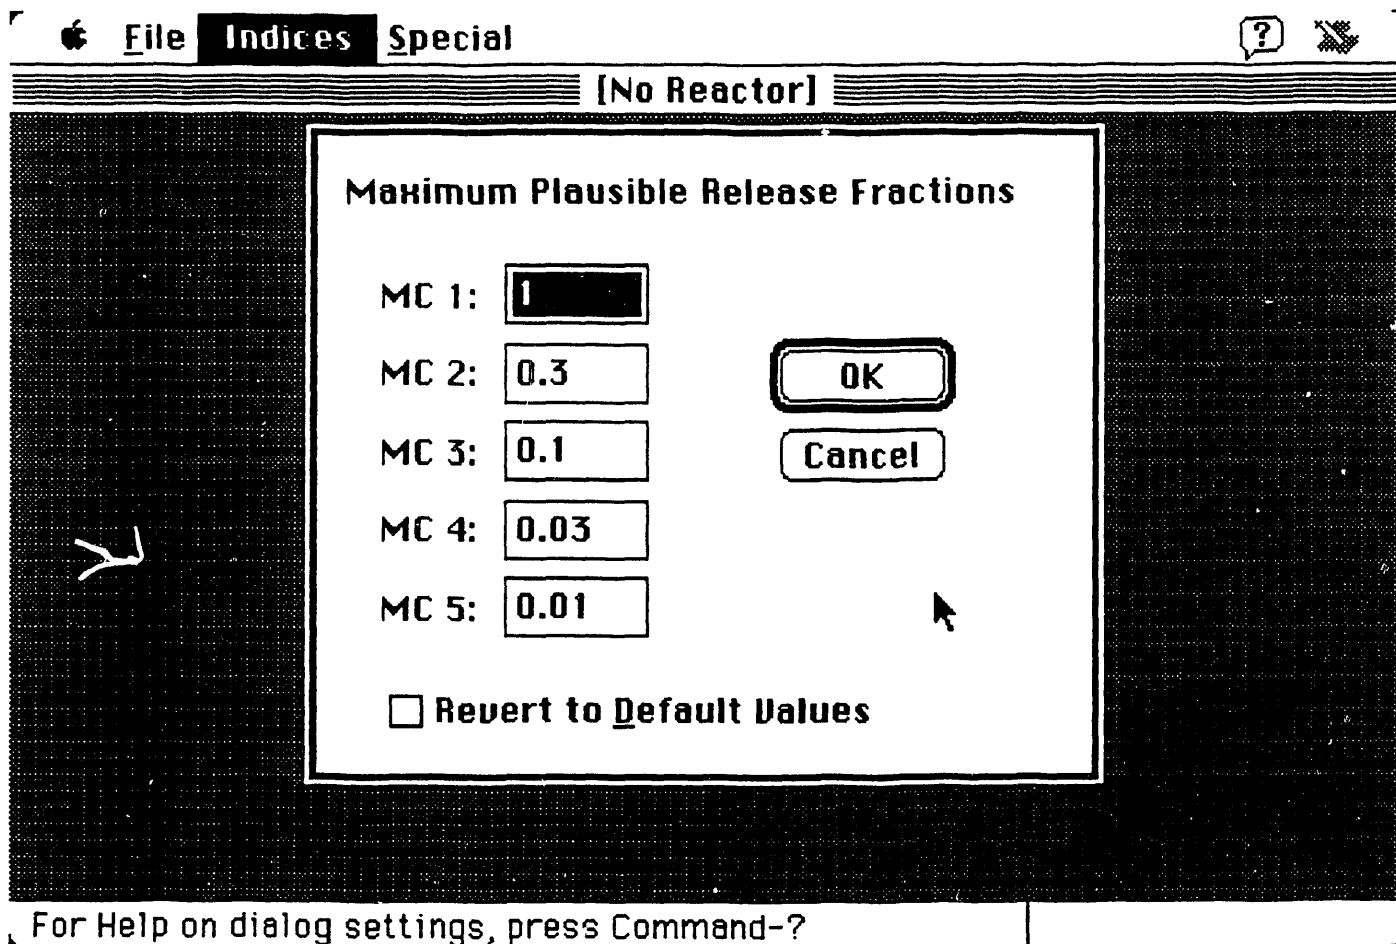 File Indices Special ?
[No Reactor]
Maximum Plausible Release Fractions
MC 1: 1
MC 2: 0.3
OK
MC 3: 0.1
Cancel
MC 4: 0.03
MC 5: 0.01
Revert to Default Values
For Help on dialog settings, press Command-?